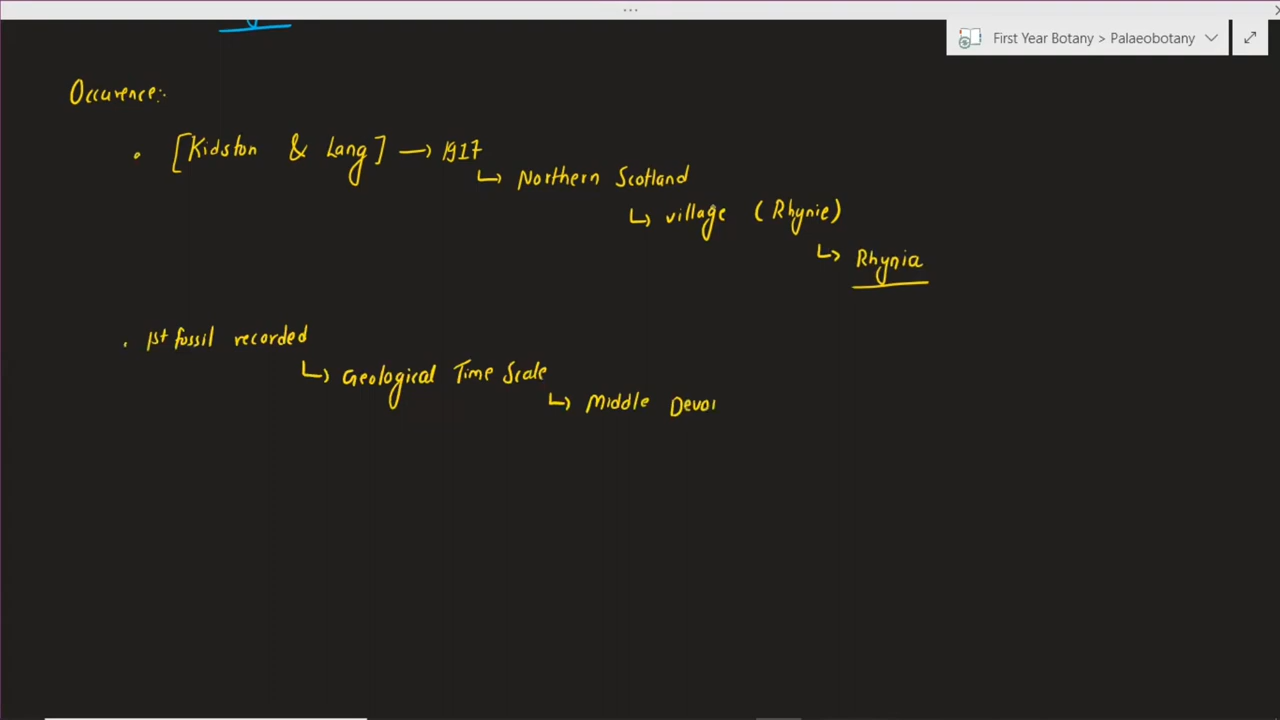 First Year Botany > Palaeobotany
Occurence:
• [Kidston & Lang] → 1917
↳ Northern Scotland
↳ village (Rhynie)
↳ Rhynia
• 1st fossil recorded
↳ Geological Time Scale
↳ Middle Devoi